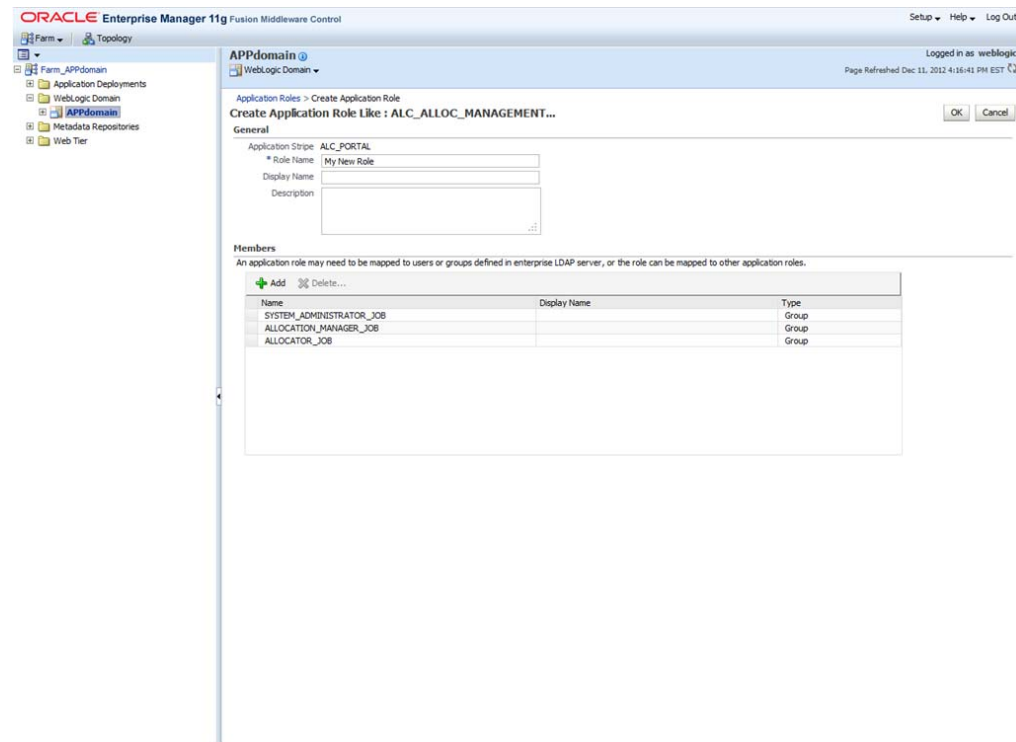 ORACLE Enterprise Manager 11g Fusion Middleware Control
Setup Help Log Out
Farm Topology
Farm_APPdomain
Application Deployments
WebLogic Domain
APPdomain
Metadata Repositories
Web Tier
APPdomain
Logged in as weblogic
WebLogic Domain
Page Refreshed Dec 11, 2012 4:16:41 PM EST
Application Roles > Create Application Role
Create Application Role Like : ALC_ALLOC_MANAGEMENT...
OK Cancel
General
Application Stripe ALC_PORTAL
* Role Name My New Role
Display Name
Description
Members
An application role may need to be mapped to users or groups defined in enterprise LDAP server, or the role can be mapped to other application roles.
Add Delete...
Name Display Name Type
SYSTEM_ADMINISTRATOR_JOB Group
ALLOCATION_MANAGER_JOB Group
ALLOCATOR_JOB Group